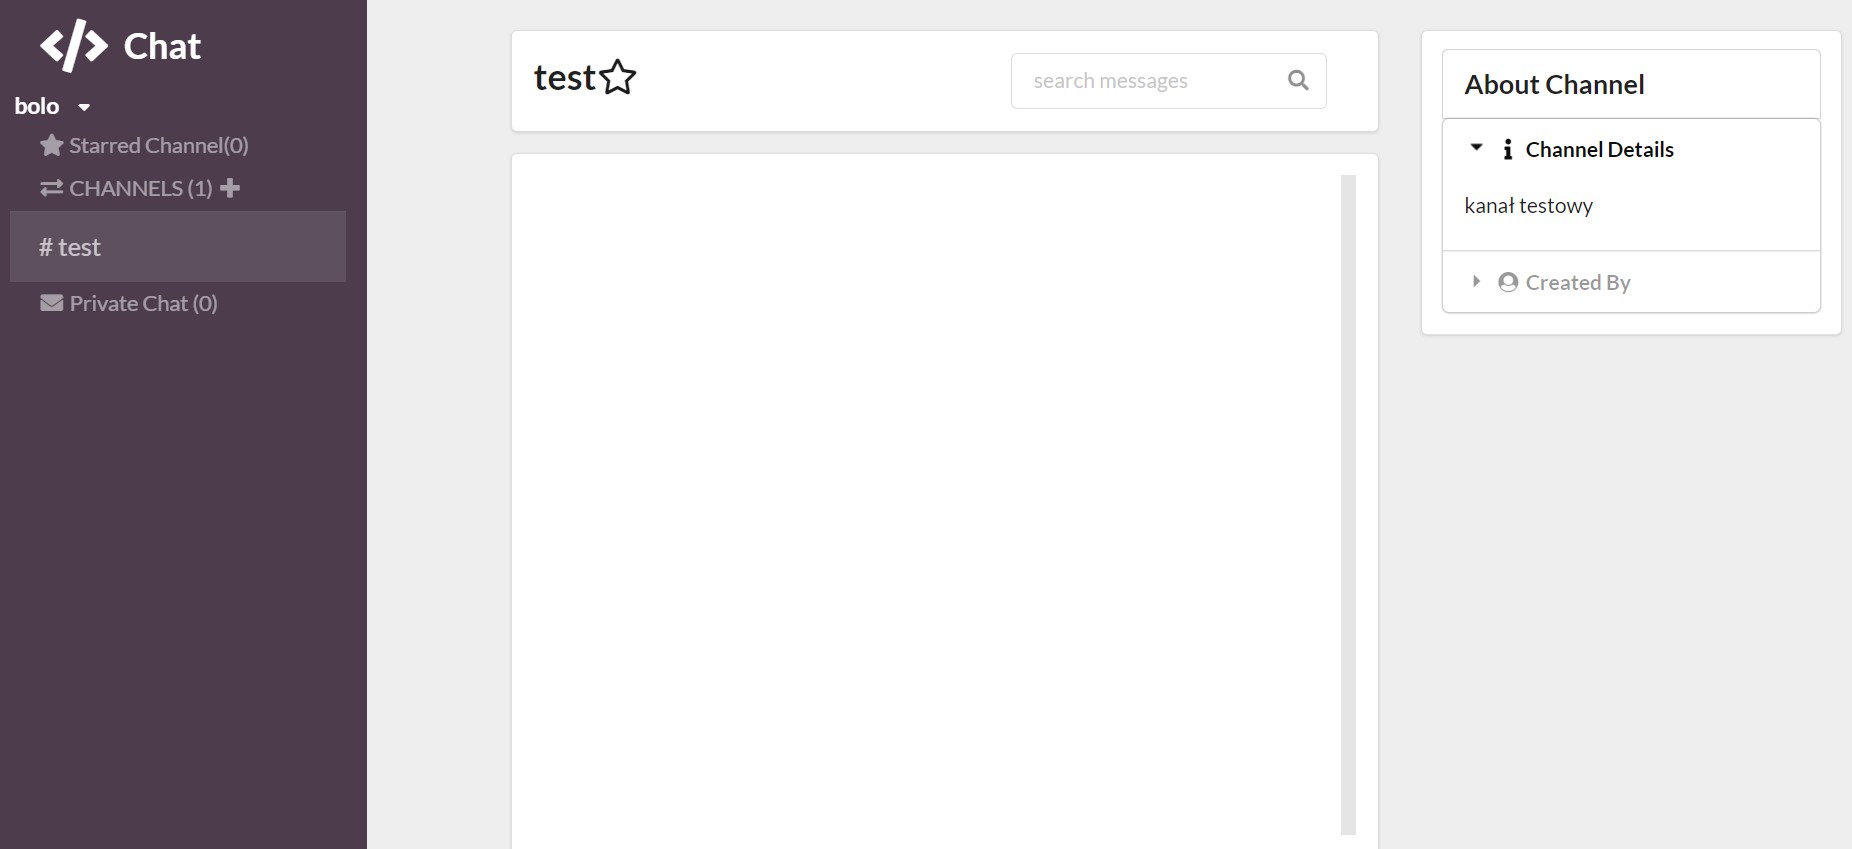 Chat
bolo
Starred Channel(0)
CHANNELS (1)
# test
Private Chat (0)
test
search messages
About Channel
Channel Details
kanał testowy
Created By